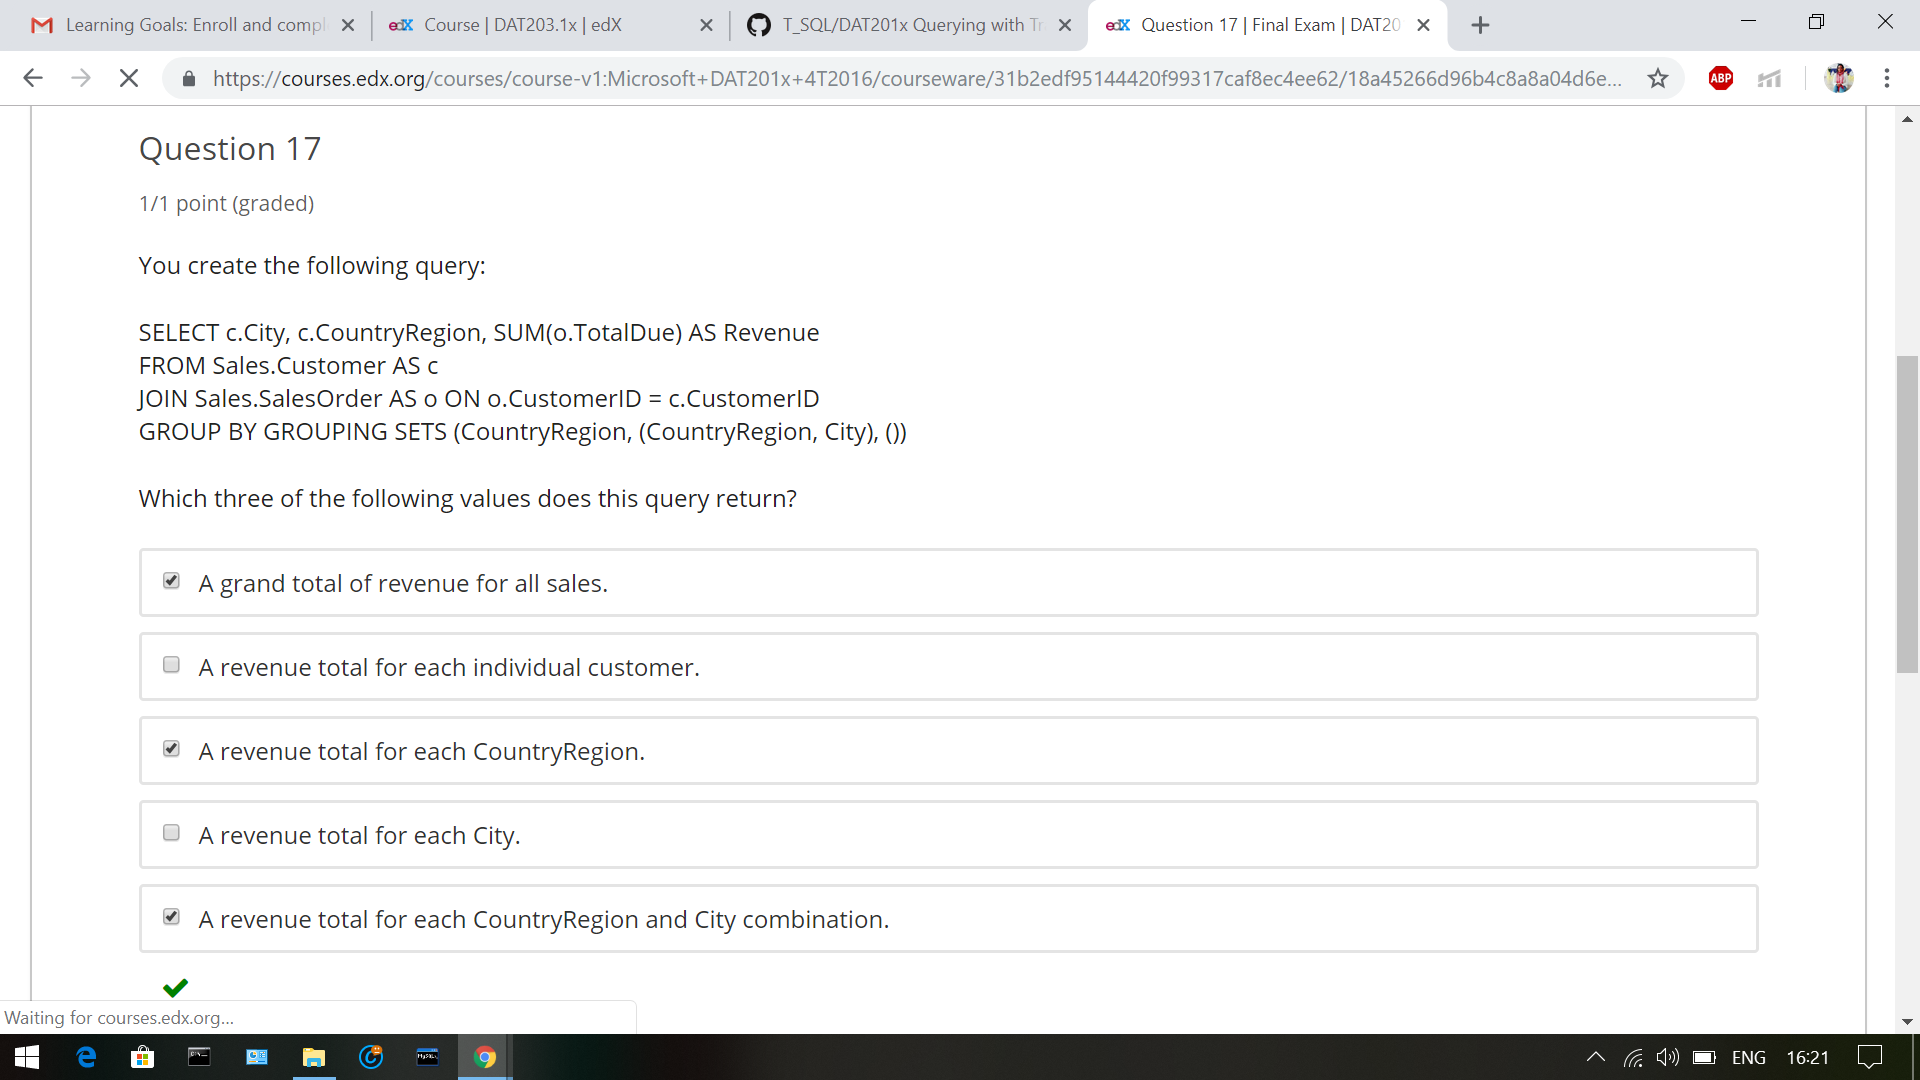 Learning Goals: Enroll and compl
edX Course | DAT203.1x | edX
T_SQL/DAT201x Querying with Tr
edX Question 17 | Final Exam | DAT20
https://courses.edx.org/courses/course-v1:Microsoft+DAT201x+4T2016/courseware/31b2edf95144420f99317caf8ec4ee62/18a45266d96b4c8a8a04d6e...
ABP
Question 17
1/1 point (graded)
You create the following query:
SELECT c.City, c.CountryRegion, SUM(o.TotalDue) AS Revenue
FROM Sales.Customer AS c
JOIN Sales.SalesOrder AS o ON o.CustomerID = c.CustomerID
GROUP BY GROUPING SETS (CountryRegion, (CountryRegion, City), ())
Which three of the following values does this query return?
A grand total of revenue for all sales.
A revenue total for each individual customer.
A revenue total for each CountryRegion.
A revenue total for each City.
A revenue total for each CountryRegion and City combination.
Waiting for courses.edx.org...
ENG
16:21